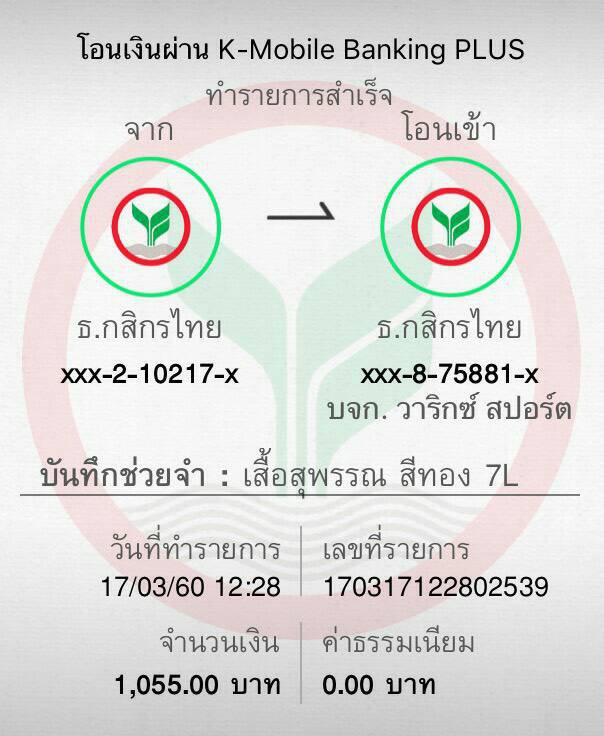 โอนเงินผ่าน K-Mobile Banking PLUS
ทำรายการสำเร็จ
จาก
โอนเข้า
ธ.กสิกรไทย
ธ.กสิกรไทย
xxx-2-10217-x
xxx-8-75881-x
บจก. วาริกซ์ สปอร์ต
บันทึกช่วยจำ : เสื้อสุพรรณ สีทอง 7L
วันที่ทำรายการ
เลขที่รายการ
17/03/60 12:28
170317122802539
จำนวนเงิน
ค่าธรรมเนียม
1,055.00 บาท
0.00 บาท